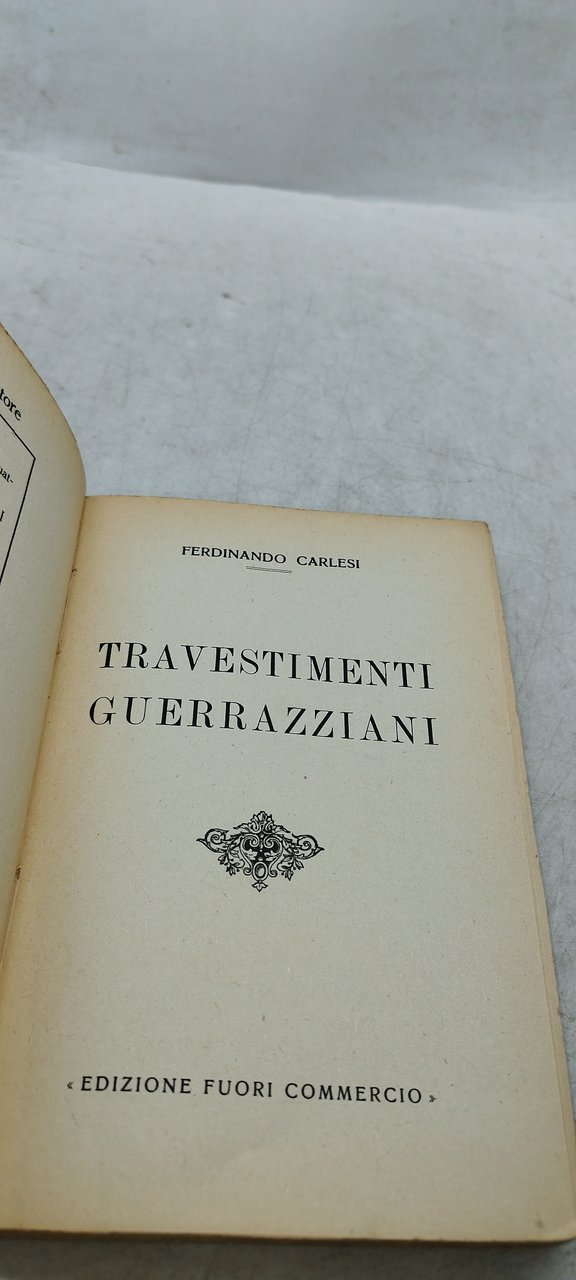 FERDINANDO CARLESI
TRAVESTIMENTI
GUERRAZZIANI
« EDIZIONE FUORI COMMERCIO »